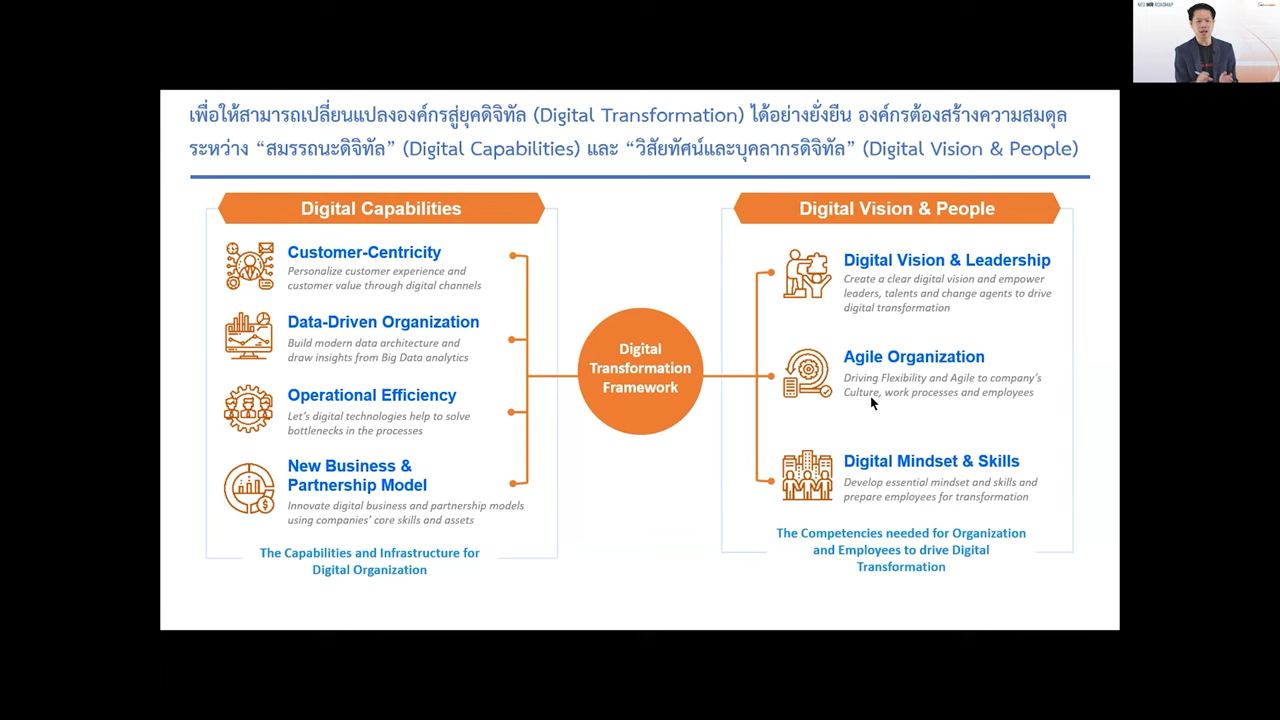 NEO HR ROADMAP
เพื่อให้สามารถเปลี่ยนแปลงองค์กรสู่ยุคดิจิทัล (Digital Transformation) ได้อย่างยั่งยืน องค์กรต้องสร้างความสมดุล
ระหว่าง “สมรรถนะดิจิทัล” (Digital Capabilities) และ “วิสัยทัศน์และบุคลากรดิจิทัล” (Digital Vision & People)
Digital Capabilities
Customer-Centricity
Personalize customer experience and
customer value through digital channels
Data-Driven Organization
Build modern data architecture and
draw insights from Big Data analytics
Operational Efficiency
Let’s digital technologies help to solve
bottlenecks in the processes
New Business &
Partnership Model
Innovate digital business and partnership models
using companies’ core skills and assets
The Capabilities and Infrastructure for
Digital Organization
Digital
Transformation
Framework
Digital Vision & People
Digital Vision & Leadership
Create a clear digital vision and empower
leaders, talents and change agents to drive
digital transformation
Agile Organization
Driving Flexibility and Agile to company’s
Culture, work processes and employees
Digital Mindset & Skills
Develop essential mindset and skills and
prepare employees for transformation
The Competencies needed for Organization
and Employees to drive Digital
Transformation